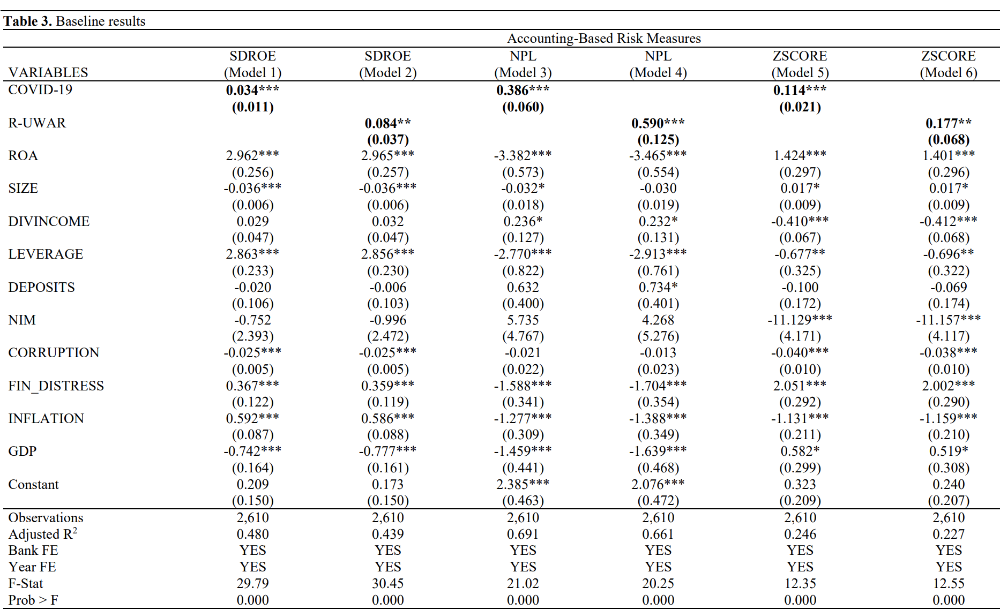 Table 3. Baseline results
Accounting-Based Risk Measures
SDROE SDROE NPL NPL ZSCORE ZSCORE
VARIABLES (Model 1) (Model 2) (Model 3) (Model 4) (Model 5) (Model 6)
COVID-19 0.034*** 0.386*** 0.114***
(0.011) (0.060) (0.021)
R-UWAR 0.084** 0.590*** 0.177**
(0.037) (0.125) (0.068)
ROA 2.962*** 2.965*** -3.382*** -3.465*** 1.424*** 1.401***
(0.256) (0.257) (0.573) (0.554) (0.297) (0.296)
SIZE -0.036*** -0.036*** -0.032* -0.030 0.017* 0.017*
(0.006) (0.006) (0.018) (0.019) (0.009) (0.009)
DIVINCOME 0.029 0.032 0.236* 0.232* -0.410*** -0.412***
(0.047) (0.047) (0.127) (0.131) (0.067) (0.068)
LEVERAGE 2.863*** 2.856*** -2.770*** -2.913*** -0.677** -0.696**
(0.233) (0.230) (0.822) (0.761) (0.325) (0.322)
DEPOSITS -0.020 -0.006 0.632 0.734* -0.100 -0.069
(0.106) (0.103) (0.400) (0.401) (0.172) (0.174)
NIM -0.752 -0.996 5.735 4.268 -11.129*** -11.157***
(2.393) (2.472) (4.767) (5.276) (4.171) (4.117)
CORRUPTION -0.025*** -0.025*** -0.021 -0.013 -0.040*** -0.038***
(0.005) (0.005) (0.022) (0.023) (0.010) (0.010)
FIN_DISTRESS 0.367*** 0.359*** -1.588*** -1.704*** 2.051*** 2.002***
(0.122) (0.119) (0.341) (0.354) (0.292) (0.290)
INFLATION 0.592*** 0.586*** -1.277*** -1.388*** -1.131*** -1.159***
(0.087) (0.088) (0.309) (0.349) (0.211) (0.210)
GDP -0.742*** -0.777*** -1.459*** -1.639*** 0.582* 0.519*
(0.164) (0.161) (0.441) (0.468) (0.299) (0.308)
Constant 0.209 0.173 2.385*** 2.076*** 0.323 0.240
(0.150) (0.150) (0.463) (0.472) (0.209) (0.207)
Observations 2,610 2,610 2,610 2,610 2,610 2,610
Adjusted R² 0.480 0.439 0.691 0.661 0.246 0.227
Bank FE YES YES YES YES YES YES
Year FE YES YES YES YES YES YES
F-Stat 29.79 30.45 21.02 20.25 12.35 12.55
Prob > F 0.000 0.000 0.000 0.000 0.000 0.000